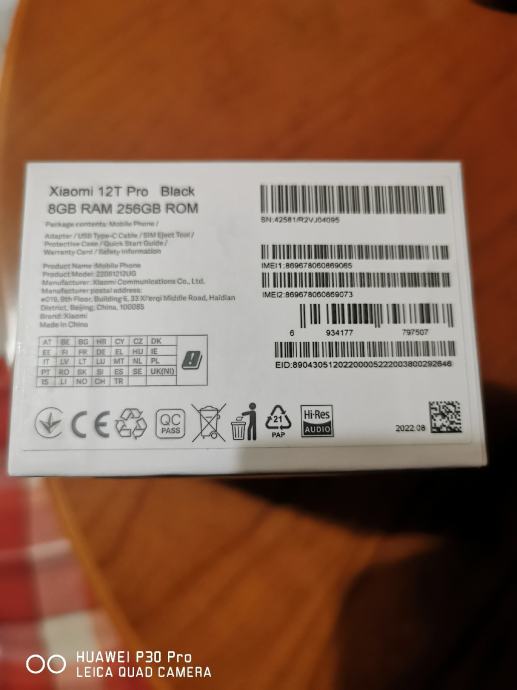 Xiaomi 12T Pro Black
8GB RAM 256GB ROM
Package contents: Mobile Phone /
Adapter / USB Type-C Cable / SIM Eject Tool /
Protective Case / Quick Start Guide /
Warranty Card / Safety Information
Product Name:Mobile Phone
Product Model: 22081212UG
Manufacturer: Xiaomi Communications Co., Ltd.
Manufacturer address:
#019, 9th Floor, Building 6, 33 Xi'erqi Middle Road, Haidian
District, Beijing, China, 100085
Brand: Xiaomi
Made in China
AT BE BG HR CY CZ DK
EE FI FR DE EL HU IE
IT LV LT LU MT NL PL
PT RO SK SI ES SE UK(NI)
IS LI NO CH TR
SN:42581/R2VJ04095
IMEI1:869678060869065
IMEI2:869678060869073
6 934177 797507
EID:89043051202200005222003800292646
CE
QC
PASS
21
PAP
Hi-Res
AUDIO
2022.08
HUAWEI P30 Pro
LEICA QUAD CAMERA